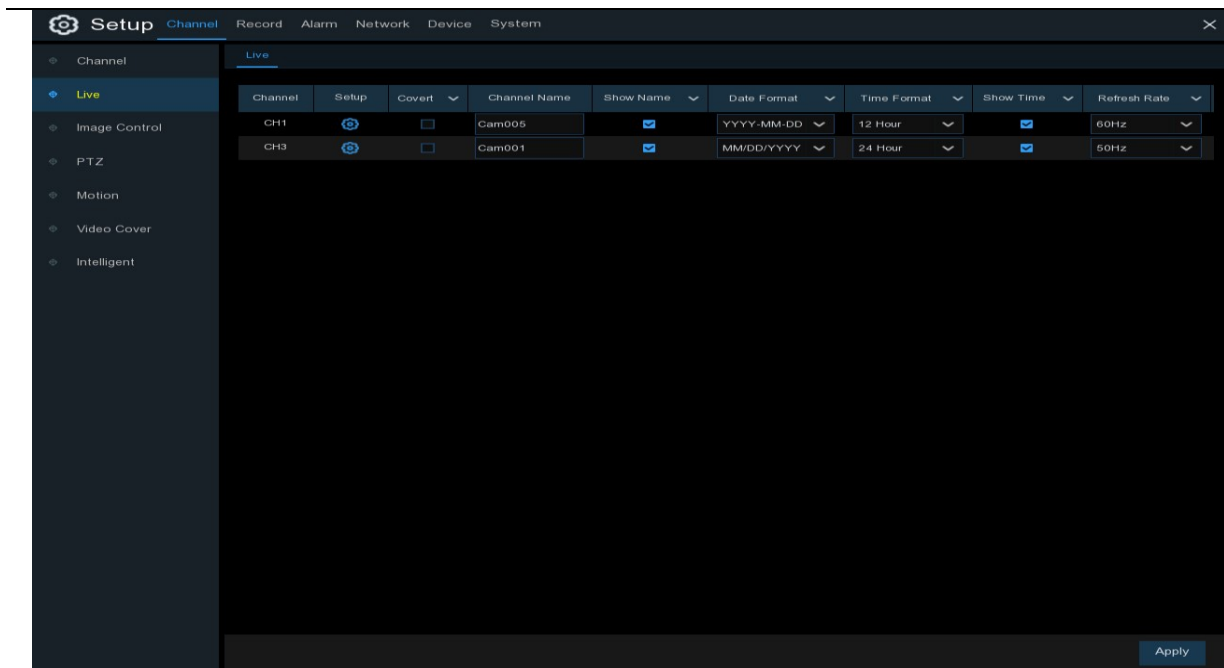 Setup Channel Record Alarm Network Device System
Channel
Live
Image Control
PTZ
Motion
Video Cover
Intelligent
Live
Channel Setup Covert Channel Name Show Name Date Format Time Format Show Time Refresh Rate
CH1 Cam005 YYYY-MM-DD 12 Hour 60Hz
CH3 Cam001 MM/DD/YYYY 24 Hour 50Hz
Apply